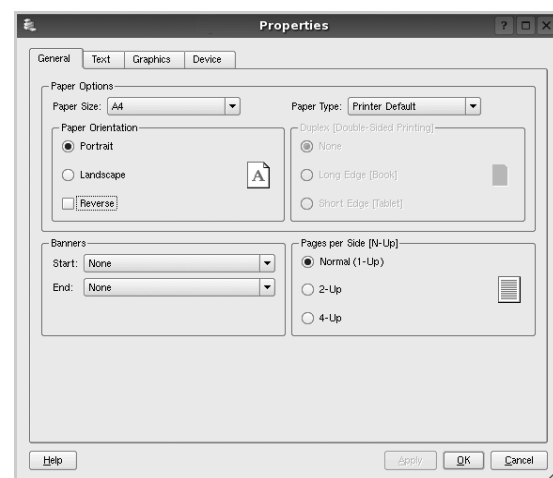 Properties
General Text Graphics Device
Paper Options
Paper Size: A4 Paper Type: Printer Default
Paper Orientation
Portrait
Landscape
Reverse
A
Duplex [Double-Sided Printing]
None
Long Edge [Book]
Short Edge [Tablet]
Banners
Start: None
End: None
Pages per Side [N-Up]
Normal (1-Up)
2-Up
4-Up
Help Apply OK Cancel